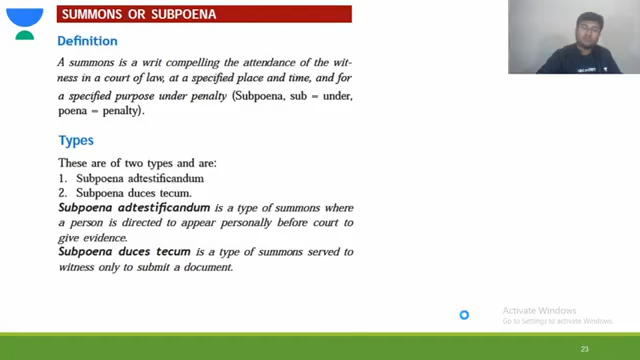 SUMMONS OR SUBPOENA
Definition
A summons is a writ compelling the attendance of the wit-
ness in a court of law, at a specified place and time, and for
a specified purpose under penalty (Subpoena, sub = under,
poena = penalty).
Types
These are of two types and are:
1. Subpoena adtestificandum
2. Subpoena duces tecum.
Subpoena adtestificandum is a type of summons where
a person is directed to appear personally before court to
give evidence.
Subpoena duces tecum is a type of summons served to
witness only to submit a document.
Activate Windows
Go to Settings to activate Windows.
23